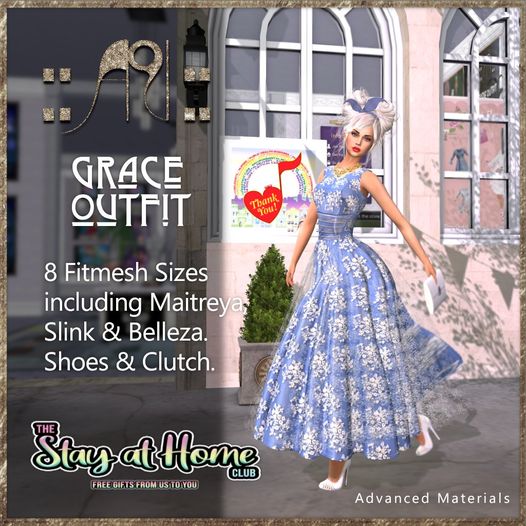 GRACE
OUTFIT
Thank
You!
8 Fitmesh Sizes
including Maitreya,
Slink & Belleza.
Shoes & Clutch.
THE
Stay at Home
CLUB
FREE GIFTS FROM US TO YOU
Advanced Materials